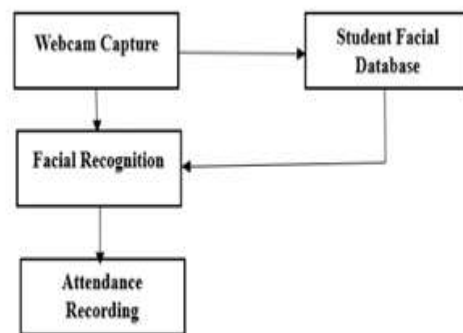 Webcam Capture
Student Facial
Database
Facial Recognition
Attendance
Recording